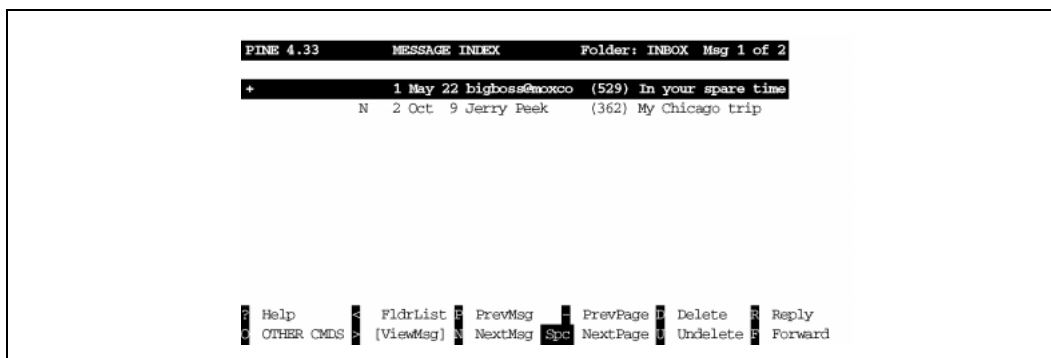 PINE 4.33 MESSAGE INDEX Folder: INBOX Msg 1 of 2
+ 1 May 22 bigboss@moxco (529) In your spare time
N 2 Oct 9 Jerry Peek (362) My Chicago trip
? Help < FldrList P PrevMsg - PrevPage D Delete R Reply
O OTHER CMDS > [ViewMsg] N NextMsg Spc NextPage U Undelete F Forward